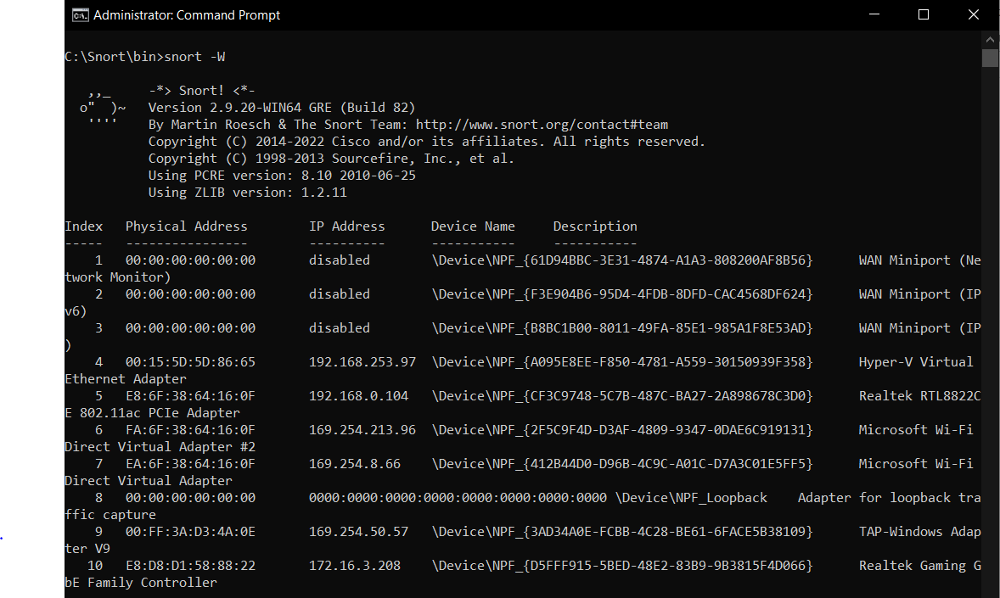 Administrator: Command Prompt
C:\Snort\bin>snort -W
   ,,_     -*> Snort! <*-
  o"  )~   Version 2.9.20-WIN64 GRE (Build 82)
   ''''    By Martin Roesch & The Snort Team: http://www.snort.org/contact#team
           Copyright (C) 2014-2022 Cisco and/or its affiliates. All rights reserved.
           Copyright (C) 1998-2013 Sourcefire, Inc., et al.
           Using PCRE version: 8.10 2010-06-25
           Using ZLIB version: 1.2.11
Index   Physical Address        IP Address      Device Name     Description
-----   ----------------        ----------      -----------     -----------
    1   00:00:00:00:00:00       disabled        \Device\NPF_{61D94BBC-3E31-4874-A1A3-808200AF8B56}      WAN Miniport (Ne
twork Monitor)
    2   00:00:00:00:00:00       disabled        \Device\NPF_{F3E904B6-95D4-4FDB-8DFD-CAC4568DF624}      WAN Miniport (IP
v6)
    3   00:00:00:00:00:00       disabled        \Device\NPF_{B8BC1B00-8011-49FA-85E1-985A1F8E53AD}      WAN Miniport (IP
)
    4   00:15:5D:5D:86:65       192.168.253.97  \Device\NPF_{A095E8EE-F850-4781-A559-30150939F358}      Hyper-V Virtual
Ethernet Adapter
    5   E8:6F:38:64:16:0F       192.168.0.104   \Device\NPF_{CF3C9748-5C7B-487C-BA27-2A898678C3D0}      Realtek RTL8822C
E 802.11ac PCIe Adapter
    6   FA:6F:38:64:16:0F       169.254.213.96  \Device\NPF_{2F5C9F4D-D3AF-4809-9347-0DAE6C919131}      Microsoft Wi-Fi
Direct Virtual Adapter #2
    7   EA:6F:38:64:16:0F       169.254.8.66    \Device\NPF_{412B44D0-D96B-4C9C-A01C-D7A3C01E5FF5}      Microsoft Wi-Fi
Direct Virtual Adapter
    8   00:00:00:00:00:00       0000:0000:0000:0000:0000:0000:0000:0000 \Device\NPF_Loopback    Adapter for loopback tra
ffic capture
    9   00:FF:3A:D3:4A:0E       169.254.50.57   \Device\NPF_{3AD34A0E-FCBB-4C28-BE61-6FACE5B38109}      TAP-Windows Adap
ter V9
   10   E8:D8:D1:58:88:22       172.16.3.208    \Device\NPF_{D5FFF915-5BED-48E2-83B9-9B3815F4D066}      Realtek Gaming G
bE Family Controller